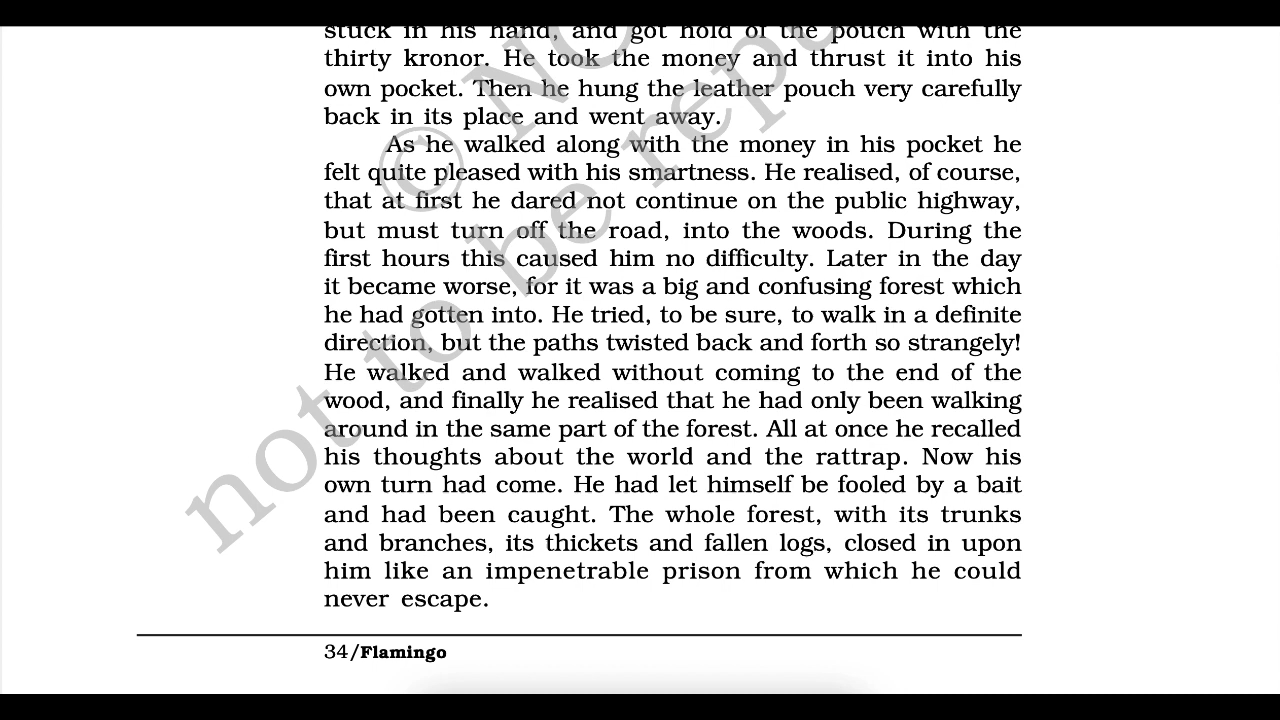 stuck in his hand, and got hold of the pouch with the
thirty kronor. He took the money and thrust it into his
own pocket. Then he hung the leather pouch very carefully
back in its place and went away.
As he walked along with the money in his pocket he
felt quite pleased with his smartness. He realised, of course,
that at first he dared not continue on the public highway,
but must turn off the road, into the woods. During the
first hours this caused him no difficulty. Later in the day
it became worse, for it was a big and confusing forest which
he had gotten into. He tried, to be sure, to walk in a definite
direction, but the paths twisted back and forth so strangely!
He walked and walked without coming to the end of the
wood, and finally he realised that he had only been walking
around in the same part of the forest. All at once he recalled
his thoughts about the world and the rattrap. Now his
own turn had come. He had let himself be fooled by a bait
and had been caught. The whole forest, with its trunks
and branches, its thickets and fallen logs, closed in upon
him like an impenetrable prison from which he could
never escape.
34/Flamingo
©
not to be